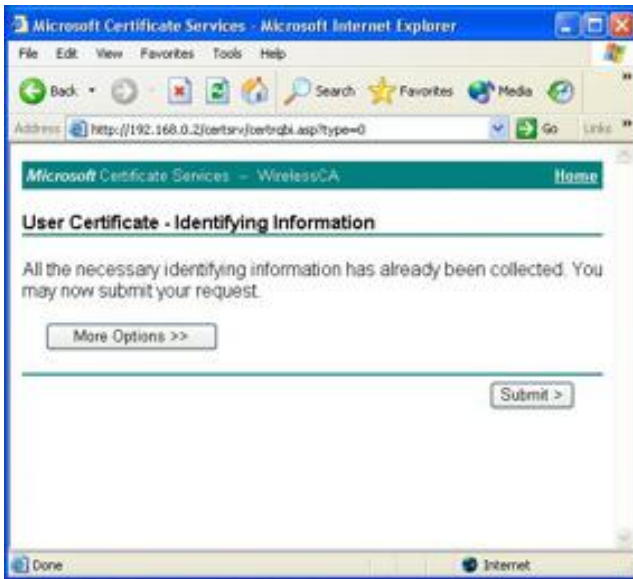 Microsoft Certificate Services - Microsoft Internet Explorer
File Edit View Favorites Tools Help
Back Search Favorites Media
Address http://192.168.0.2/certsrv/certrqbi.asp?type=0 Go Links
Microsoft Certificate Services -- WirelessCA Home
User Certificate - Identifying Information
All the necessary identifying information has already been collected. You
may now submit your request.
More Options >>
Submit >
Done Internet